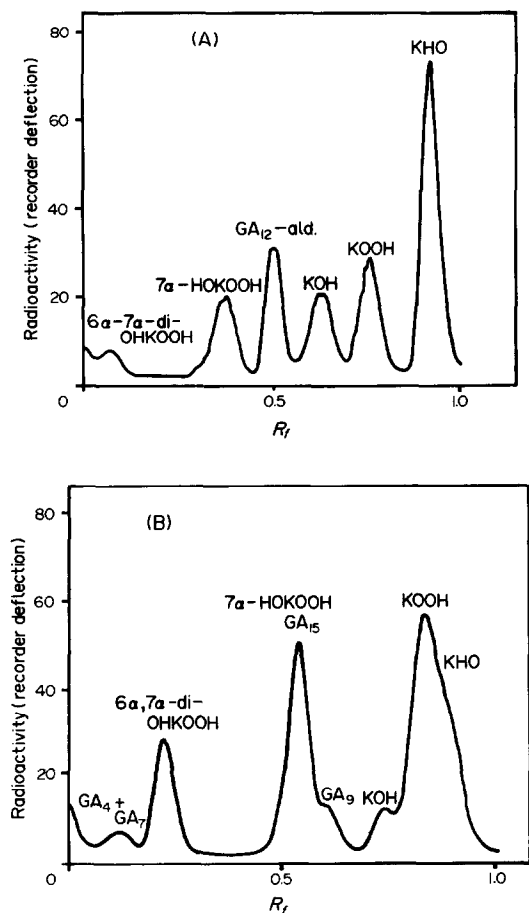 (A)
Radioactivity (recorder deflection)
80
60
40
20
0
KHO
GA₁₂-ald.
KOOH
7α-HOKOOH
KOH
6α-7α-di-
OHKOOH
0.5
1.0
Rf
(B)
Radioactivity (recorder deflection)
80
60
40
20
0
7α-HOKOOH
GA₁₅
KOOH
KHO
6α,7α-di-
OHKOOH
GA₄ +
GA₇
GA₉
KOH
0.5
1.0
Rf